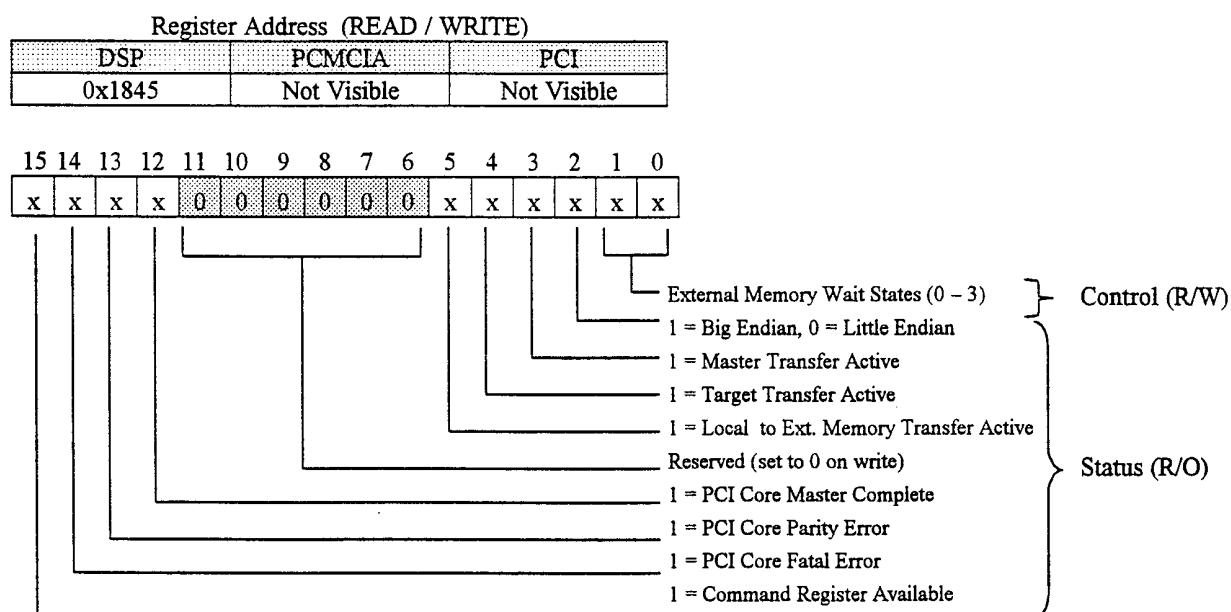 Register Address (READ / WRITE)
DSP PCMCIA PCI
0x1845 Not Visible Not Visible
15 14 13 12 11 10 9 8 7 6 5 4 3 2 1 0
x x x x 0 0 0 0 0 0 x x x x x x
External Memory Wait States (0 – 3)
Control (R/W)
1 = Big Endian, 0 = Little Endian
1 = Master Transfer Active
1 = Target Transfer Active
1 = Local to Ext. Memory Transfer Active
Reserved (set to 0 on write)
Status (R/O)
1 = PCI Core Master Complete
1 = PCI Core Parity Error
1 = PCI Core Fatal Error
1 = Command Register Available